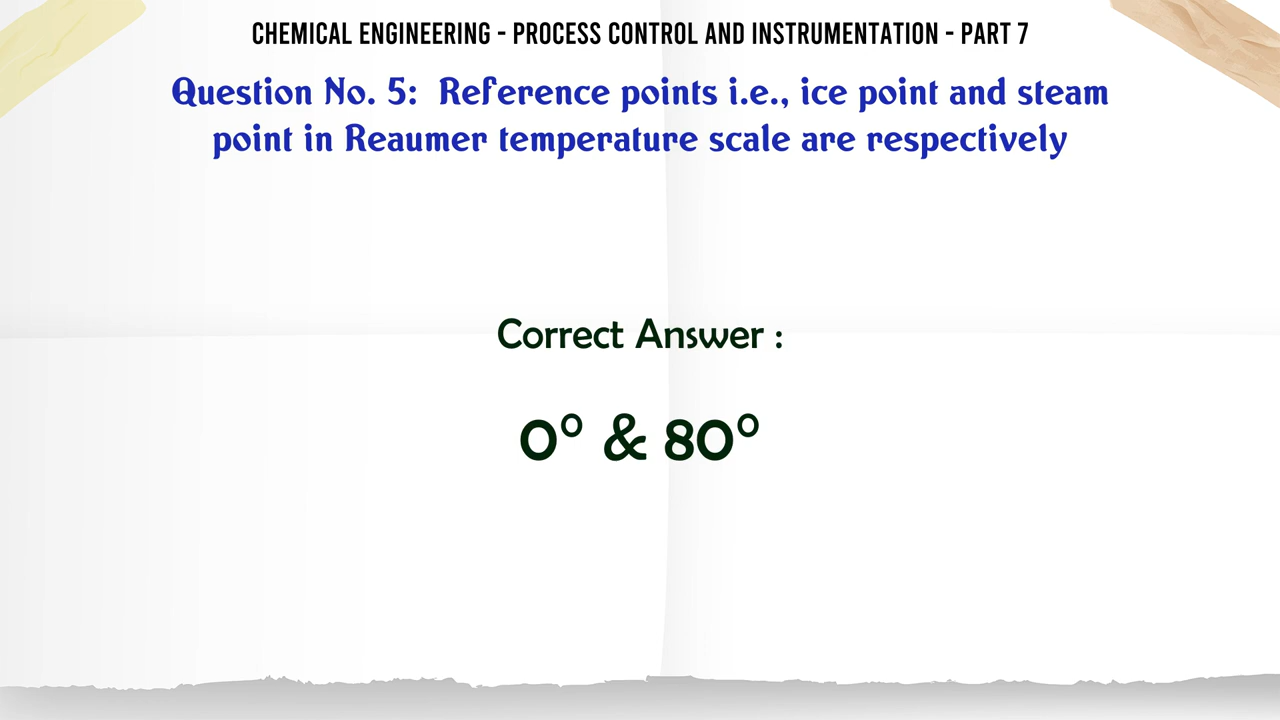 CHEMICAL ENGINEERING - PROCESS CONTROL AND INSTRUMENTATION - PART 7
Question No. 5: Reference points i.e., ice point and steam
point in Reaumer temperature scale are respectively
Correct Answer :
0° & 80°